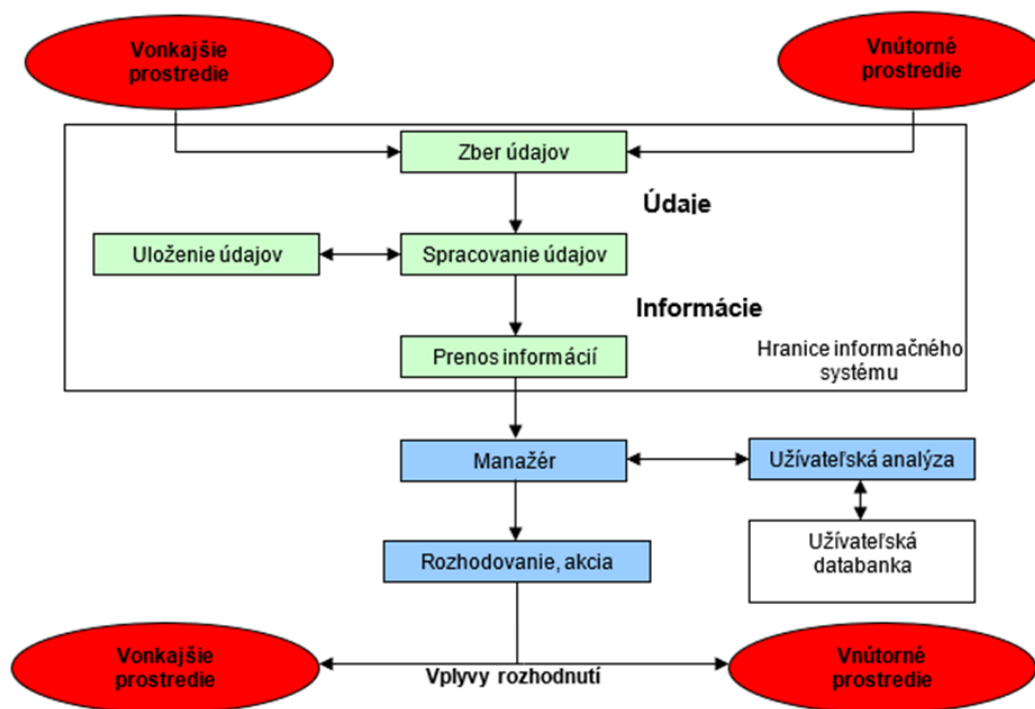 Vonkajšie
prostredie
Vnútorné
prostredie
Zber údajov
Údaje
Uloženie údajov
Spracovanie údajov
Informácie
Prenos informácií
Hranice informačného
systému
Manažér
Užívateľská analýza
Rozhodovanie, akcia
Užívateľská
databanka
Vonkajšie
prostredie
Vplyvy rozhodnutí
Vnútorné
prostredie